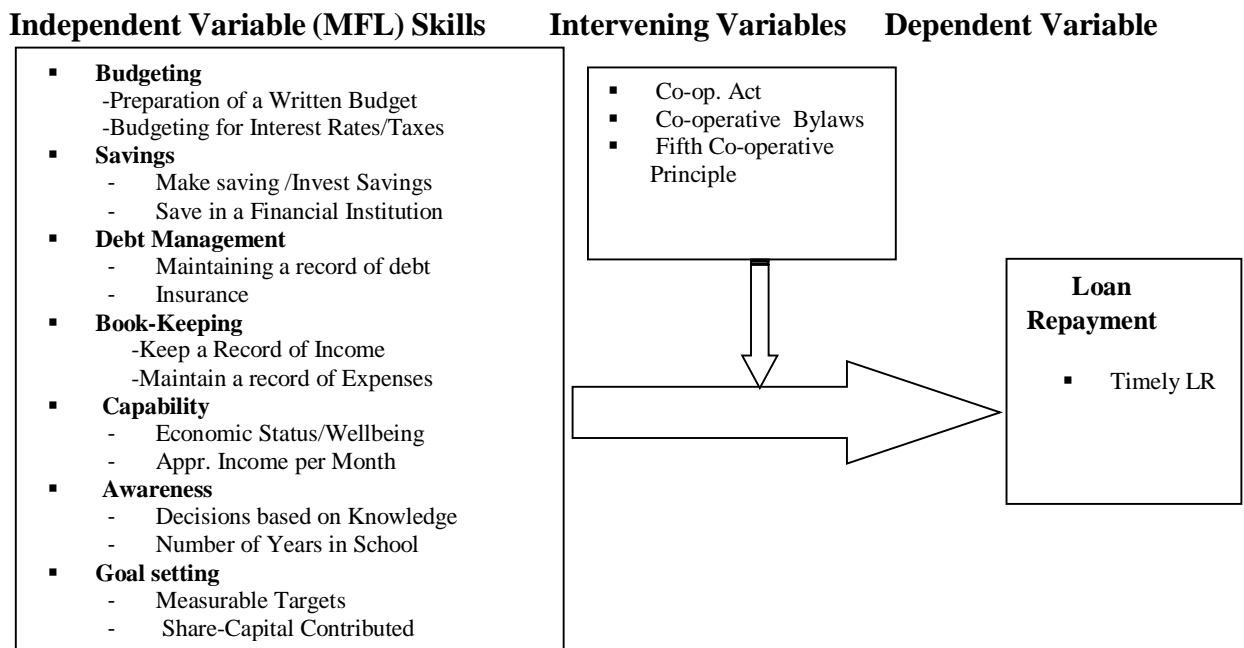 Independent Variable (MFL) Skills
Intervening Variables
Dependent Variable
▪ Budgeting
-Preparation of a Written Budget
-Budgeting for Interest Rates/Taxes
▪ Savings
- Make saving /Invest Savings
- Save in a Financial Institution
▪ Debt Management
- Maintaining a record of debt
- Insurance
▪ Book-Keeping
-Keep a Record of Income
-Maintain a record of Expenses
▪ Capability
- Economic Status/Wellbeing
- Appr. Income per Month
▪ Awareness
- Decisions based on Knowledge
- Number of Years in School
▪ Goal setting
- Measurable Targets
- Share-Capital Contributed
▪ Co-op. Act
▪ Co-operative Bylaws
▪ Fifth Co-operative
Principle
Loan
Repayment
▪ Timely LR